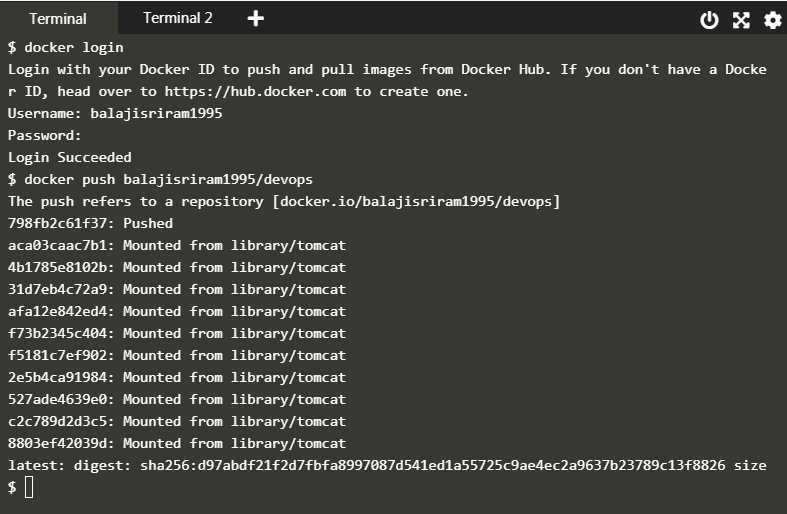 Terminal
Terminal 2
$ docker login
Login with your Docker ID to push and pull images from Docker Hub. If you don't have a Docke
r ID, head over to https://hub.docker.com to create one.
Username: balajisriram1995
Password:
Login Succeeded
$ docker push balajisriram1995/devops
The push refers to a repository [docker.io/balajisriram1995/devops]
798fb2c61f37: Pushed
aca03caac7b1: Mounted from library/tomcat
4b1785e8102b: Mounted from library/tomcat
31d7eb4c72a9: Mounted from library/tomcat
afa12e842ed4: Mounted from library/tomcat
f73b2345c404: Mounted from library/tomcat
f5181c7ef902: Mounted from library/tomcat
2e5b4ca91984: Mounted from library/tomcat
527ade4639e0: Mounted from library/tomcat
c2c789d2d3c5: Mounted from library/tomcat
8803ef42039d: Mounted from library/tomcat
latest: digest: sha256:d97abdf21f2d7fbfa8997087d541ed1a55725c9ae4ec2a9637b23789c13f8826 size
$